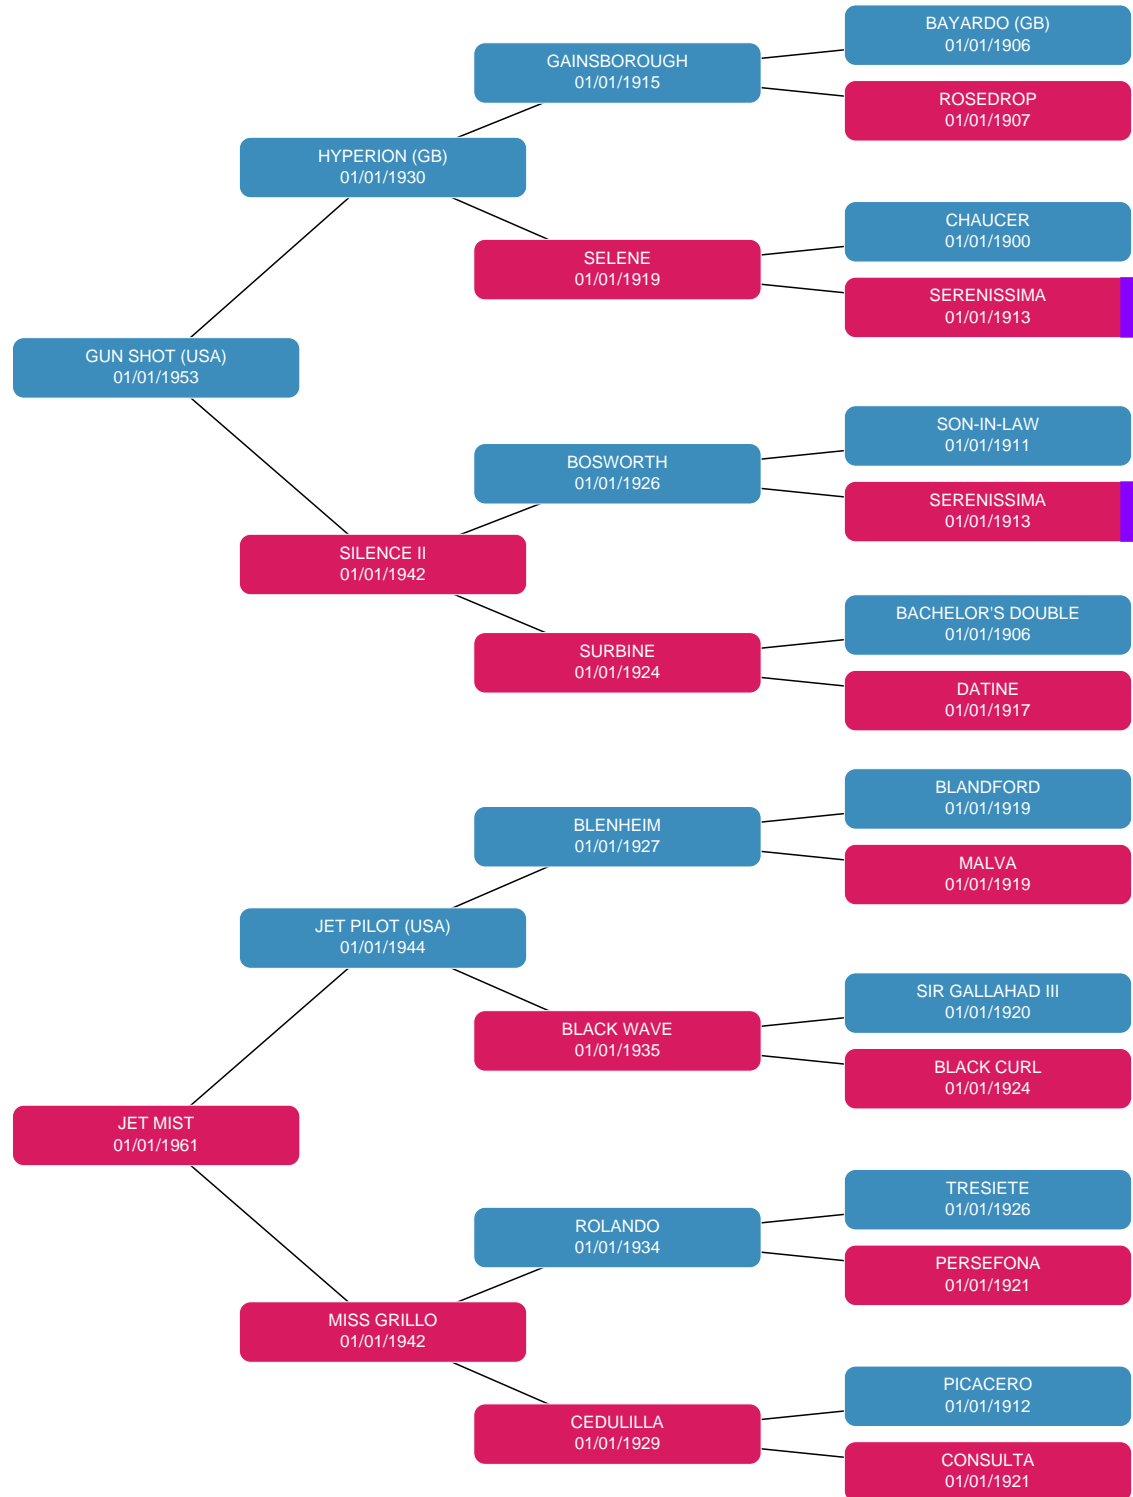 BAYARDO (GB)
01/01/1906
GAINSBOROUGH
01/01/1915
ROSEDROP
01/01/1907
HYPERION (GB)
01/01/1930
CHAUCER
01/01/1900
SELENE
01/01/1919
SERENISSIMA
01/01/1913
GUN SHOT (USA)
01/01/1953
SON-IN-LAW
01/01/1911
BOSWORTH
01/01/1926
SERENISSIMA
01/01/1913
SILENCE II
01/01/1942
BACHELOR'S DOUBLE
01/01/1906
SURBINE
01/01/1924
DATINE
01/01/1917
BLANDFORD
01/01/1919
BLENHEIM
01/01/1927
MALVA
01/01/1919
JET PILOT (USA)
01/01/1944
SIR GALLAHAD III
01/01/1920
BLACK WAVE
01/01/1935
BLACK CURL
01/01/1924
JET MIST
01/01/1961
TRESIETE
01/01/1926
ROLANDO
01/01/1934
PERSEFONA
01/01/1921
MISS GRILLO
01/01/1942
PICACERO
01/01/1912
CEDULILLA
01/01/1929
CONSULTA
01/01/1921